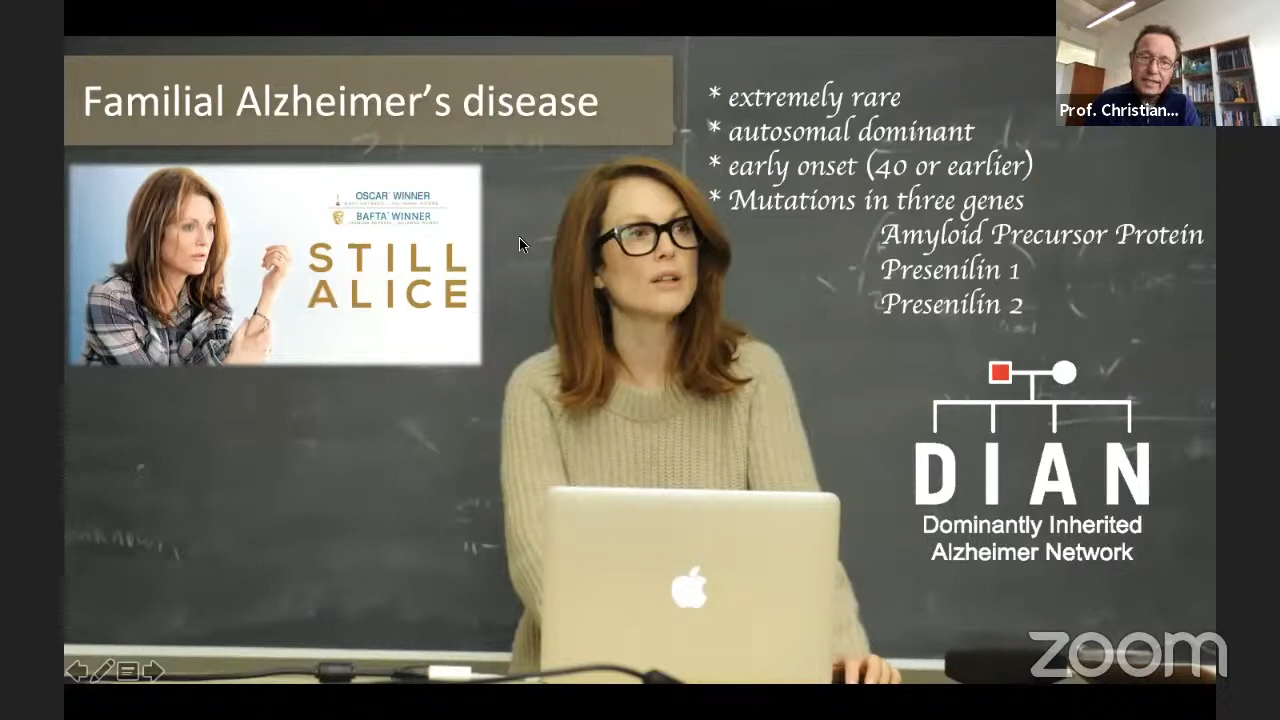 Familial Alzheimer's disease
* extremely rare
* autosomal dominant
* early onset (40 or earlier)
* Mutations in three genes
Amyloid Precursor Protein
Presenilin 1
Presenilin 2
OSCAR WINNER
BAFTA WINNER
STILL
ALICE
DIAN
Dominantly Inherited
Alzheimer Network
Prof. Christian...
zoom